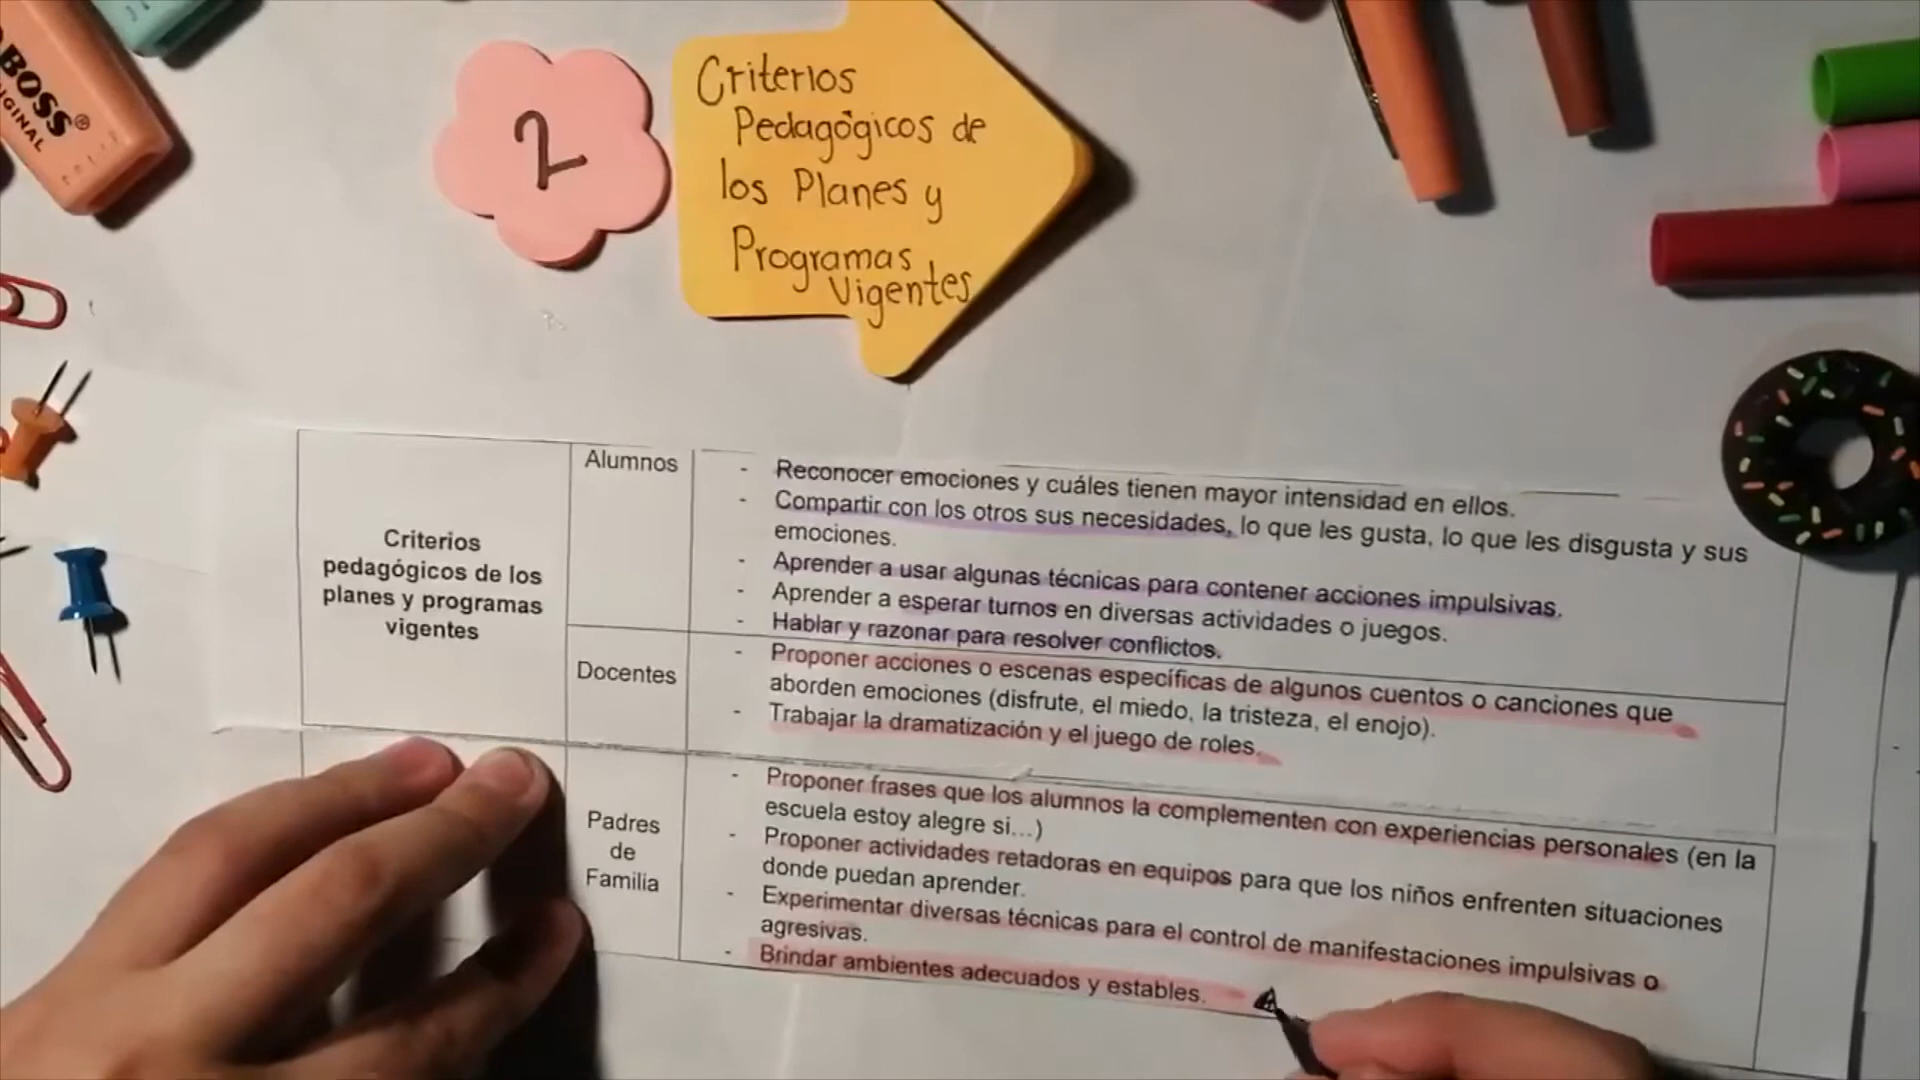 BOSS®
ORIGINAL
2
Criterios
Pedagógicos de
los Planes y
Programas
Vigentes
Criterios
pedagógicos de los
planes y programas
vigentes
Alumnos
- Reconocer emociones y cuáles tienen mayor intensidad en ellos.
- Compartir con los otros sus necesidades, lo que les gusta, lo que les disgusta y sus
emociones.
- Aprender a usar algunas técnicas para contener acciones impulsivas.
- Aprender a esperar turnos en diversas actividades o juegos.
- Hablar y razonar para resolver conflictos.
Docentes
- Proponer acciones o escenas específicas de algunos cuentos o canciones que
aborden emociones (disfrute, el miedo, la tristeza, el enojo).
- Trabajar la dramatización y el juego de roles.
Padres
de
Familia
- Proponer frases que los alumnos la complementen con experiencias personales (en la
escuela estoy alegre si...)
- Proponer actividades retadoras en equipos para que los niños enfrenten situaciones
donde puedan aprender.
- Experimentar diversas técnicas para el control de manifestaciones impulsivas o
agresivas.
- Brindar ambientes adecuados y estables.